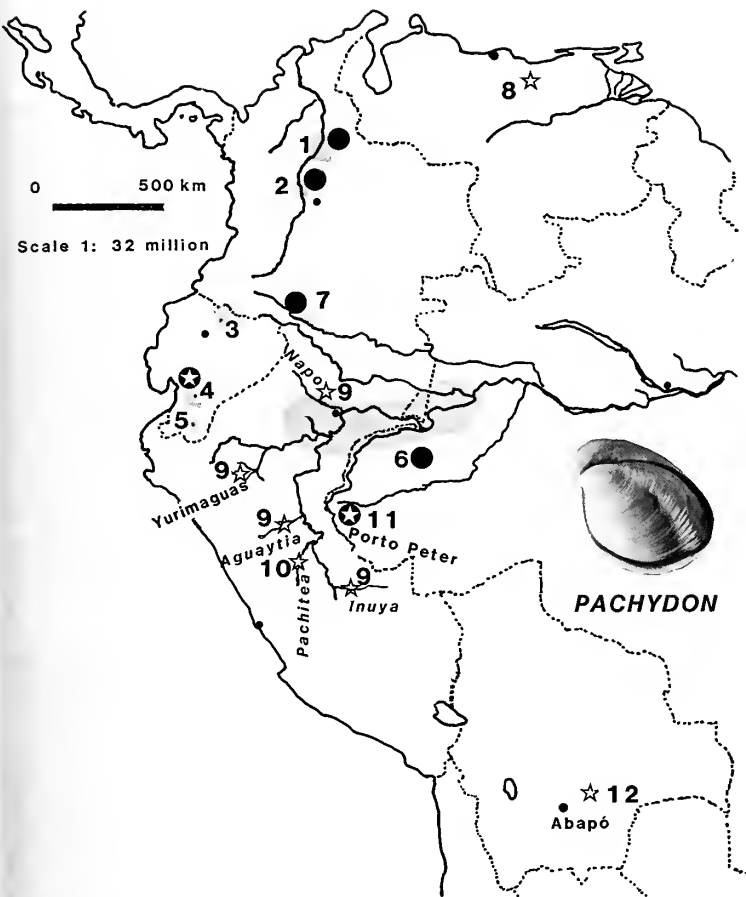 8
1
0 500 km
2
Scale 1: 32 million
7
3
Napo
9
4
5
6
9
Yurimaguas
9
11
Aguaytia
Porto Peter
10
9
Pachitea
Inuya
PACHYDON
12
Abapó